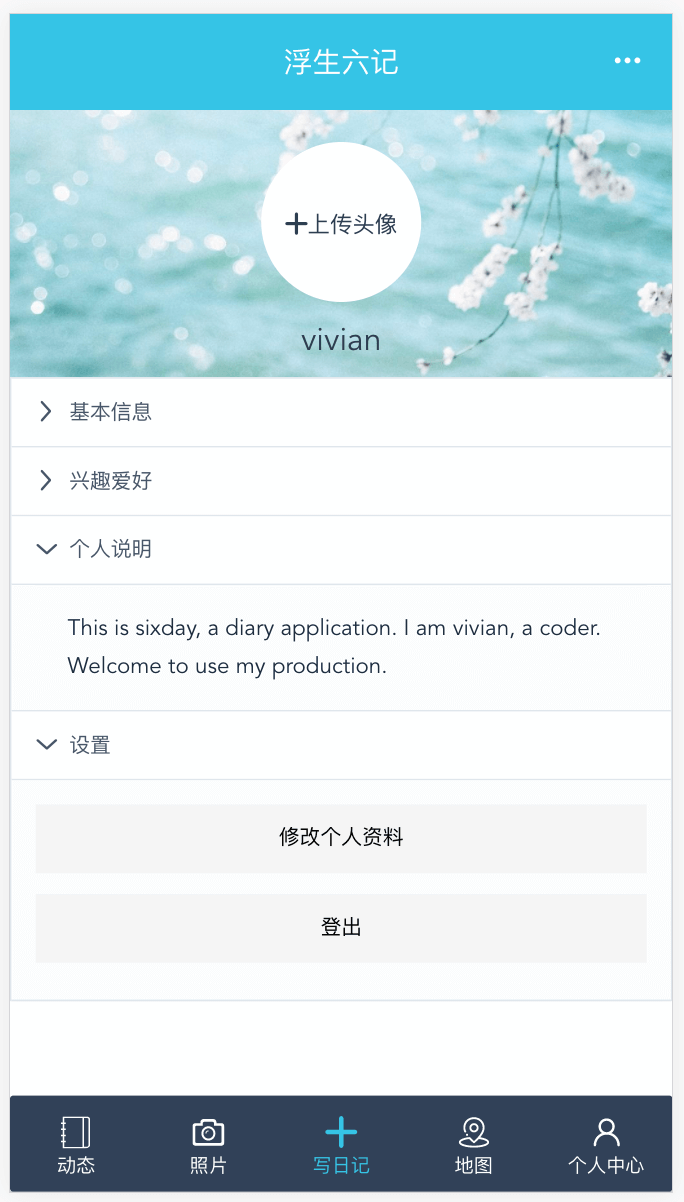 浮生六记
上传头像
vivian
基本信息
兴趣爱好
个人说明
This is sixday, a diary application. I am vivian, a coder.
Welcome to use my production.
设置
修改个人资料
登出
动态 照片 写日记 地图 个人中心